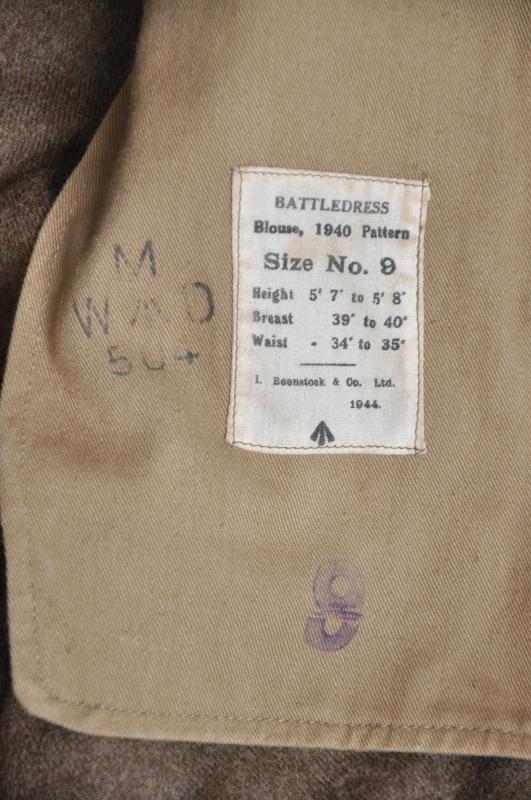 BATTLEDRESS
Blouse, 1940 Pattern
Size No. 9
Height 5' 7" to 5' 8"
Breast 39" to 40"
Waist - 34" to 35"
I. Beenstock & Co. Ltd.
1944.
M
9